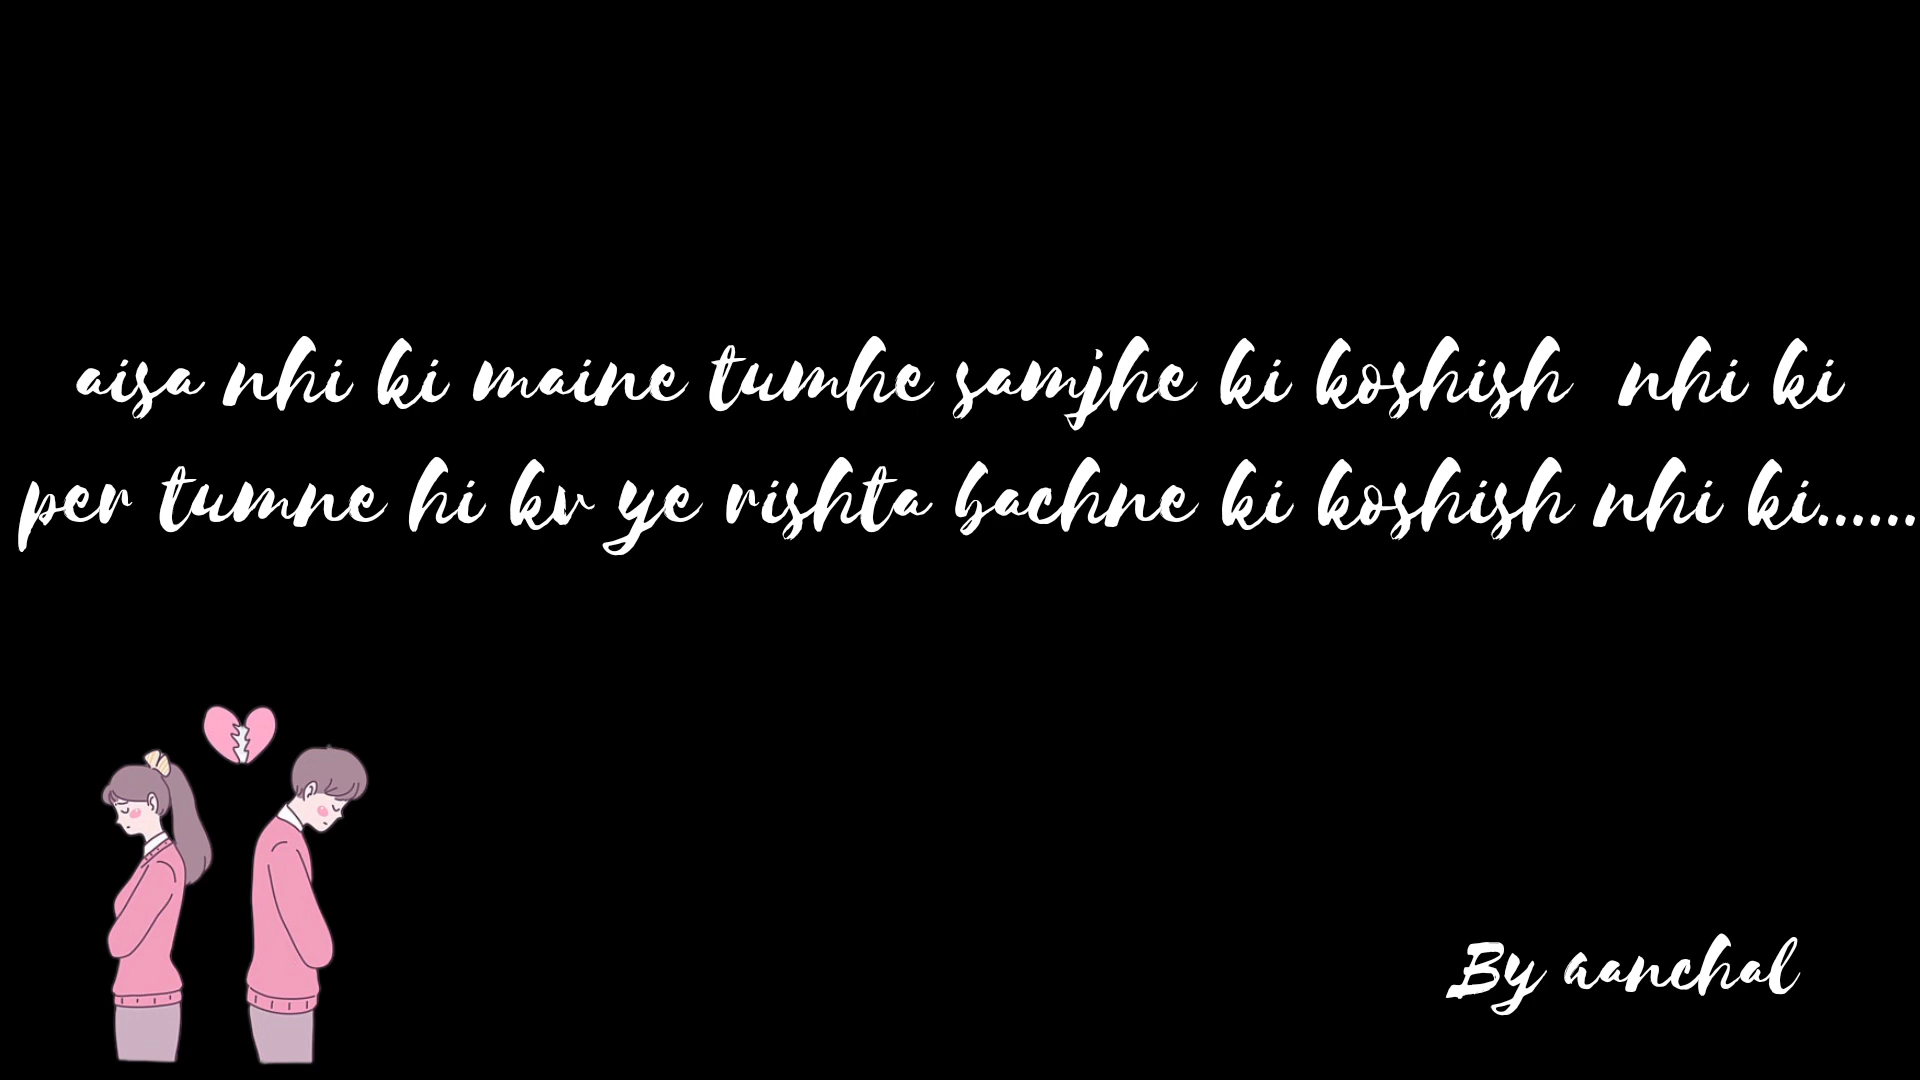 aisa nhi ki maine tumhe samjhe ki koshish nhi ki
per tumne hi kv ye rishta bachne ki koshish nhi ki......
By aanchal